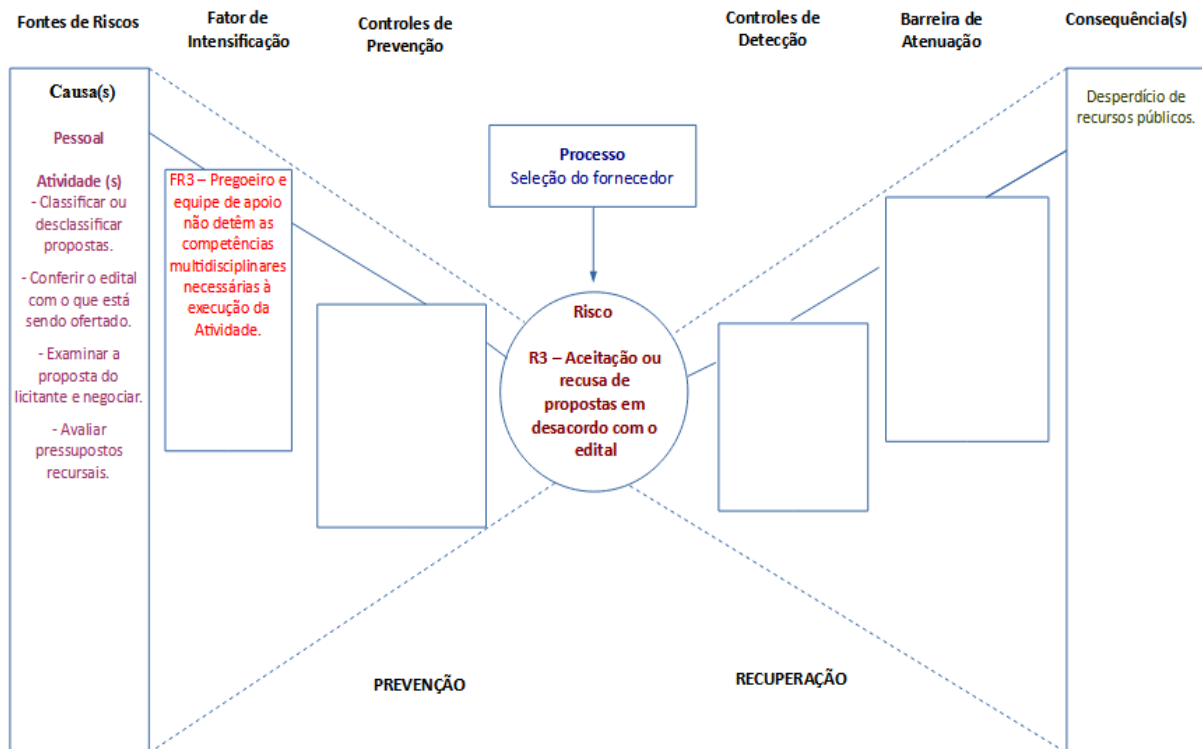 Fontes de Riscos
Fator de
Intensificação
Controles de
Prevenção
Controles de
Detecção
Barreira de
Atenuação
Consequência(s)
Causa(s)
Pessoal
Atividade (s)
- Classificar ou
desclassificar
propostas.
- Conferir o edital
com o que está
sendo ofertado.
- Examinar a
proposta do
licitante e negociar.
- Avaliar
pressupostos
recursais.
FR3 – Pregoeiro e
equipe de apoio
não detêm as
competências
multidisciplinares
necessárias à
execução da
Atividade.
Processo
Seleção do fornecedor
Risco
R3 – Aceitação ou
recusa de
propostas em
desacordo com o
edital
Desperdício de
recursos públicos.
PREVENÇÃO
RECUPERAÇÃO